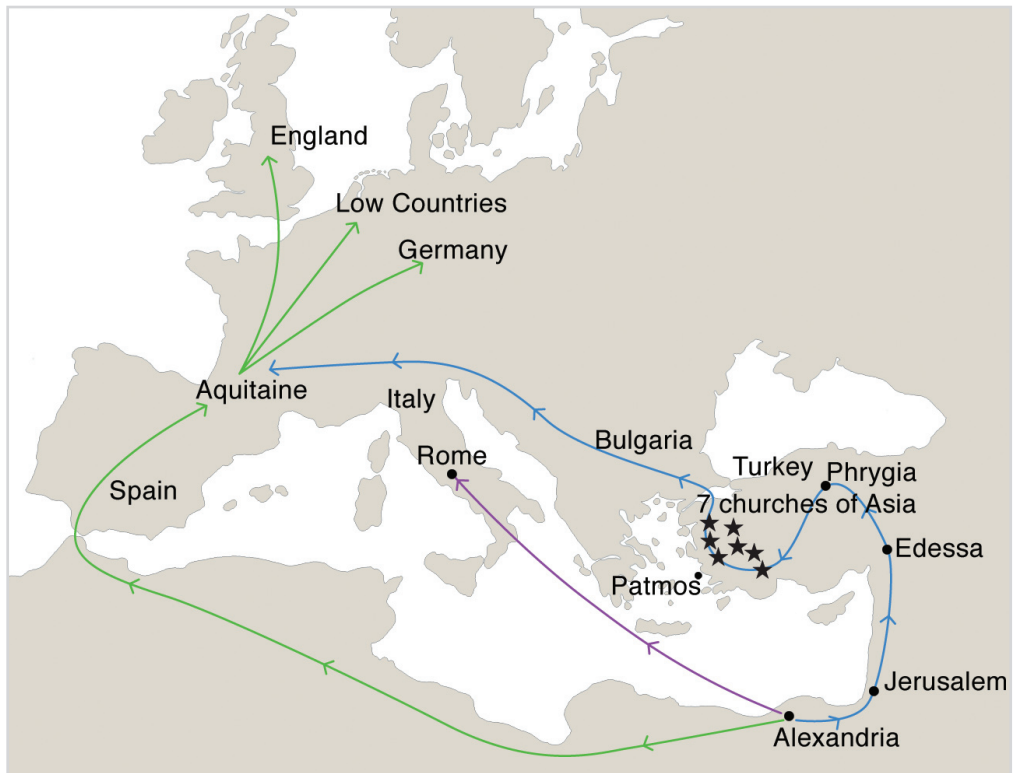 England
Low Countries
Germany
Aquitaine
Italy
Bulgaria
Rome
Turkey
Phrygia
Spain
7 churches of Asia
Edessa
Patmos
Jerusalem
Alexandria